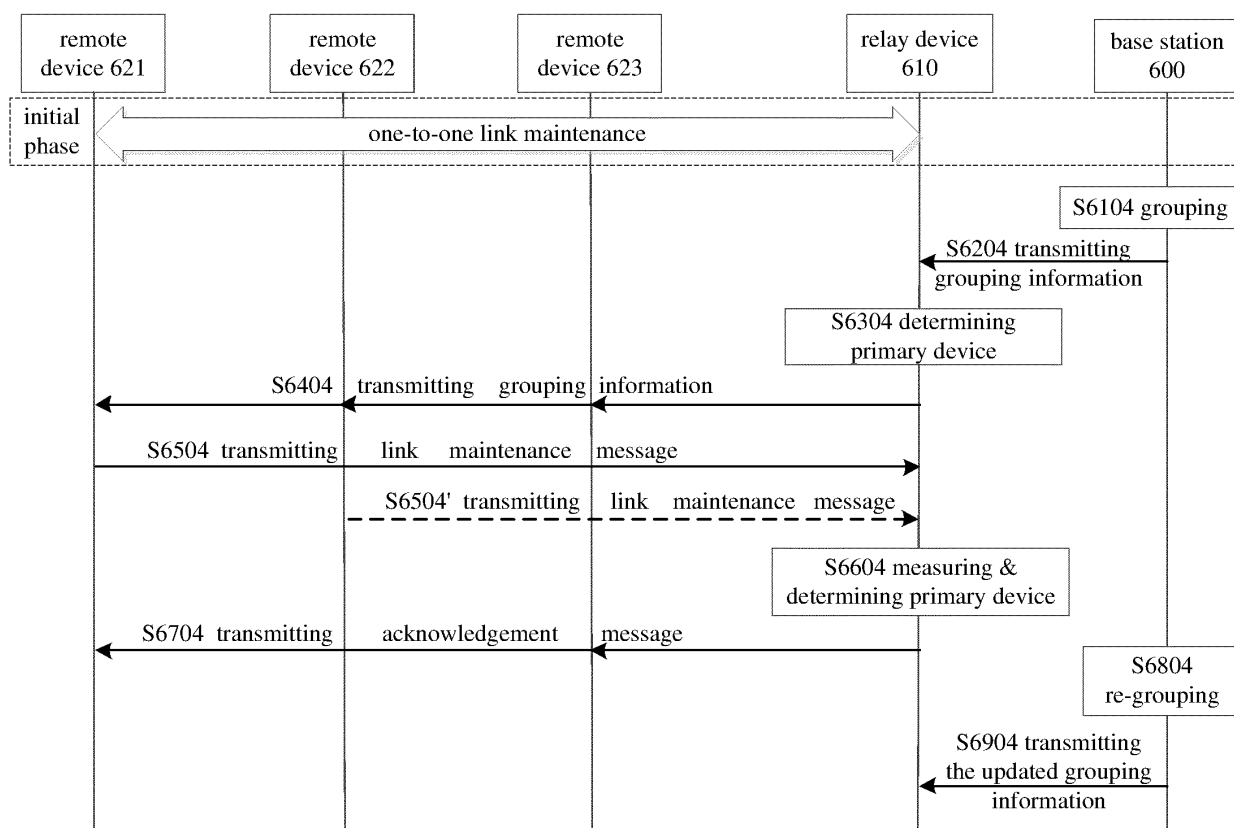 remote
device 621
remote
device 622
remote
device 623
relay device
610
base station
600
initial
phase
one-to-one link maintenance
S6104 grouping
S6204 transmitting
grouping information
S6304 determining
primary device
S6404 transmitting grouping information
S6504 transmitting link maintenance message
S6504' transmitting link maintenance message
S6604 measuring &
determining primary device
S6704 transmitting acknowledgement message
S6804
re-grouping
S6904 transmitting
the updated grouping
information